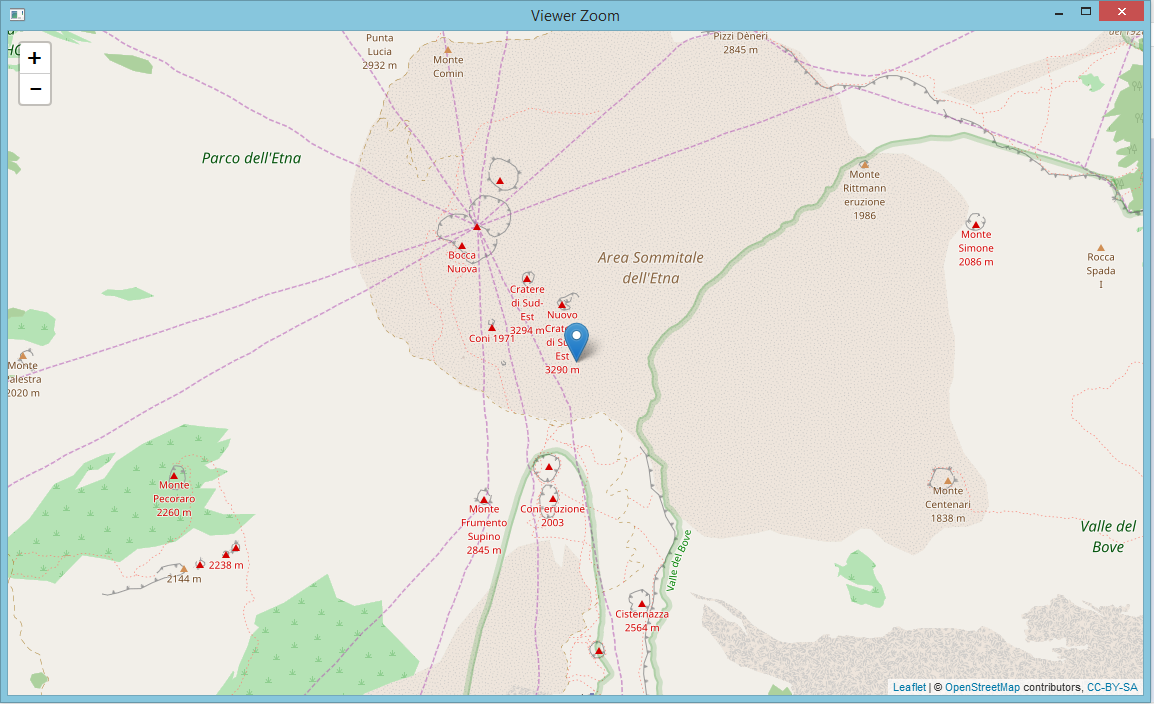 Viewer Zoom
+
−
Punta
Lucia
2932 m
Monte
Comin
Pizzi Dèneri
2845 m
Parco dell'Etna
Monte
Rittmann
eruzione
1986
Monte
Simone
2086 m
Rocca
Spada
I
Area Sommitale
dell'Etna
Bocca
Nuova
Cratere
di Sud-
Est
3294 m
Nuovo
di Su
Est
3290 m
Coni 1971
Monte
2020 m
Monte
Pecoraro
2260 m
Monte
Frumento
Supino
2845 m
Coni eruzione
2003
Monte
Centenari
1838 m
Valle del
Bove
2238 m
2144 m
Valle del Bove
Cisternazza
2564 m
Leaflet | © OpenStreetMap contributors, CC-BY-SA